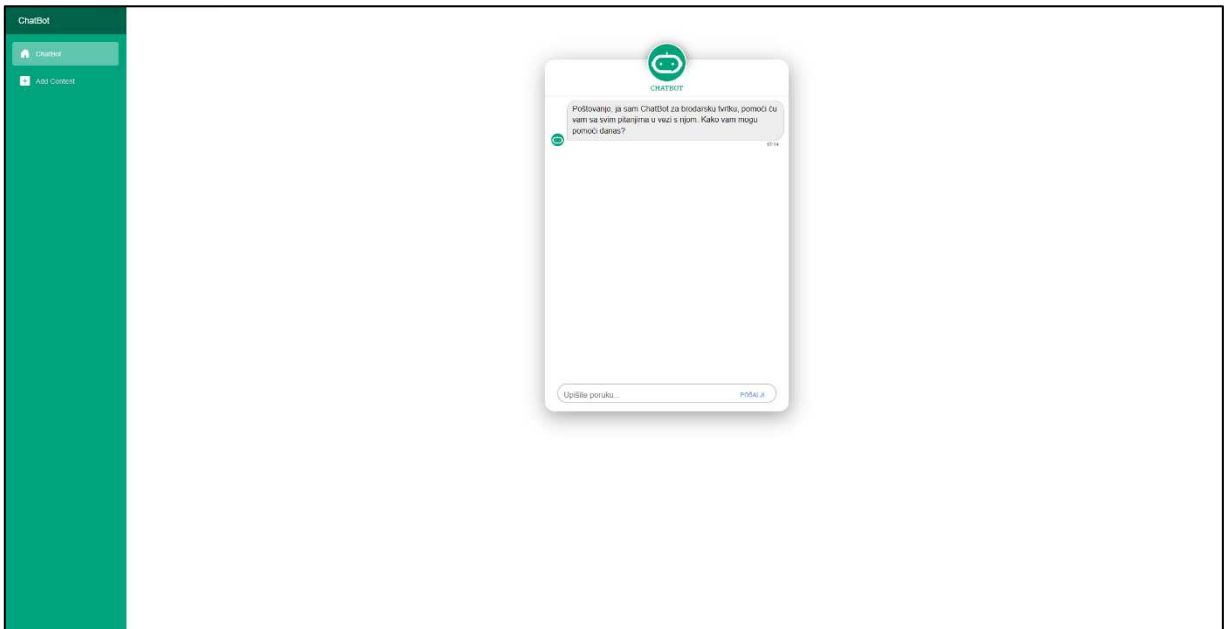 ChatBot
ChatBot
Add Content
CHATBOT
Poštovanje, ja sam ChatBot za brodarsku tvrtku, pomoći ću
vam sa svim pitanjima u vezi s njom. Kako vam mogu
pomoći danas?
Upišite poruku...
POŠALJI